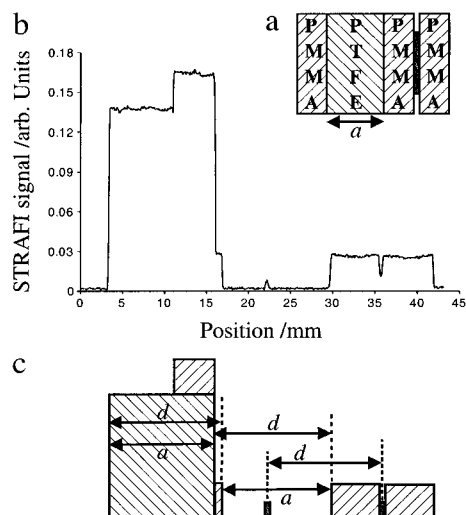 b
a
P P P P
M T M M
M F M M
A E A A
a
STRAFI signal /arb. Units
0.18
0.15
0.12
0.09
0.06
0.03
0
0 5 10 15 20 25 30 35 40 45
Position /mm
c
d
d
a
d
a